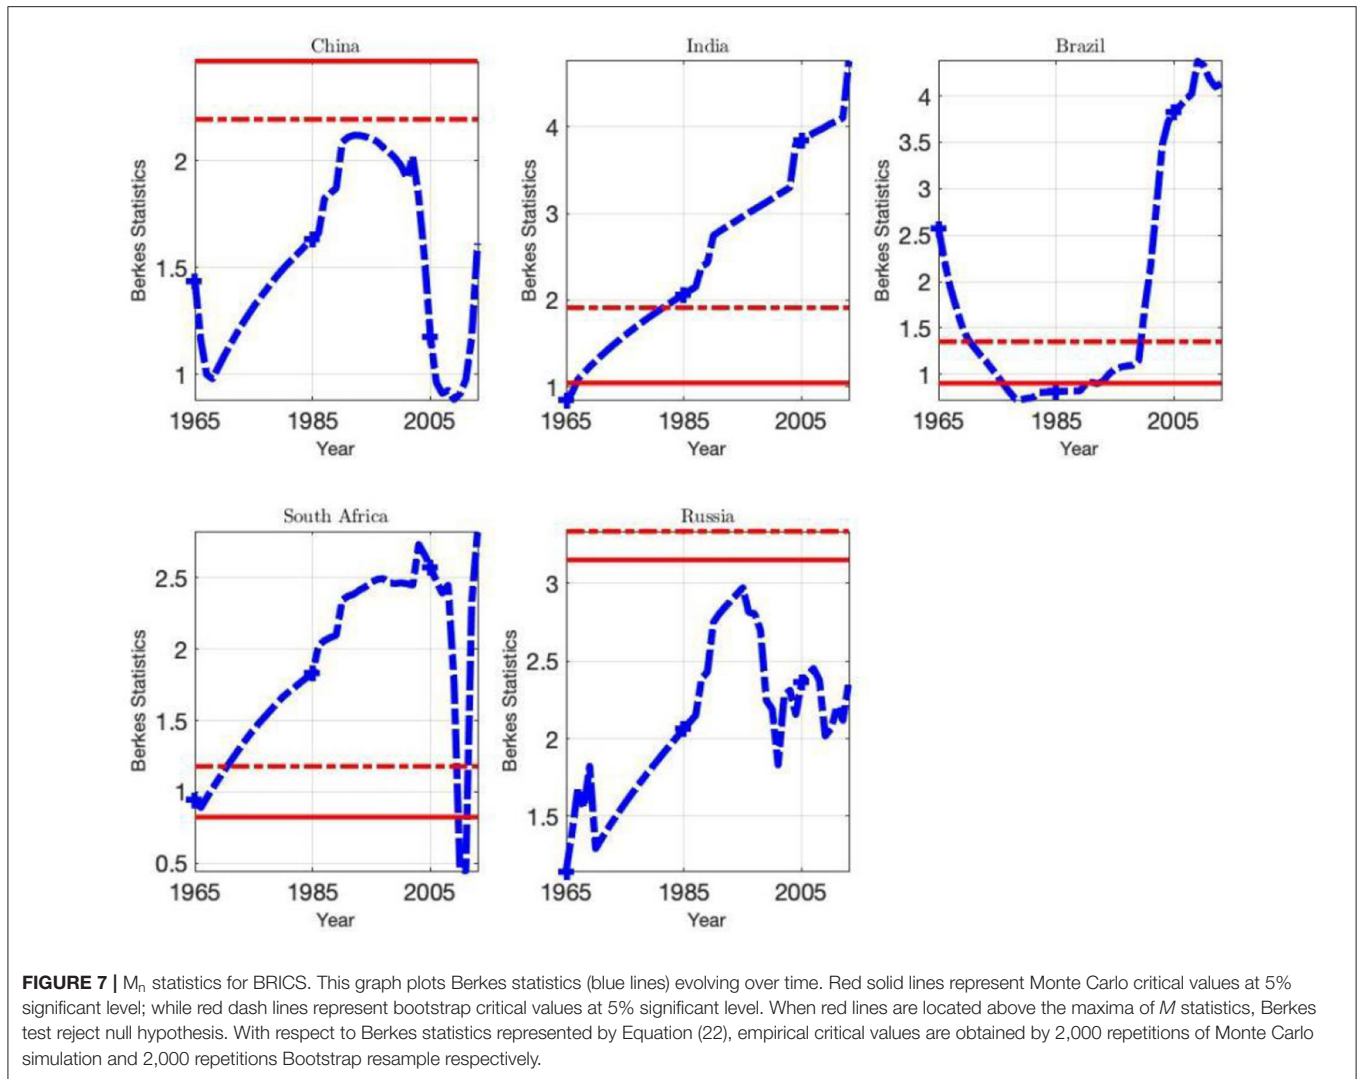 China
India
Brazil
Berkes Statistics
2
1.5
1
1965
1985
2005
Year
Berkes Statistics
4
3
2
1
1965
1985
2005
Year
Berkes Statistics
4
3.5
3
2.5
2
1.5
1
1965
1985
2005
Year
South Africa
Russia
Berkes Statistics
2.5
2
1.5
1
0.5
1965
1985
2005
Year
Berkes Statistics
3
2.5
2
1.5
1965
1985
2005
Year
FIGURE 7 | Mn statistics for BRICS. This graph plots Berkes statistics (blue lines) evolving over time. Red solid lines represent Monte Carlo critical values at 5%
significant level; while red dash lines represent bootstrap critical values at 5% significant level. When red lines are located above the maxima of M statistics, Berkes
test reject null hypothesis. With respect to Berkes statistics represented by Equation (22), empirical critical values are obtained by 2,000 repetitions of Monte Carlo
simulation and 2,000 repetitions Bootstrap resample respectively.